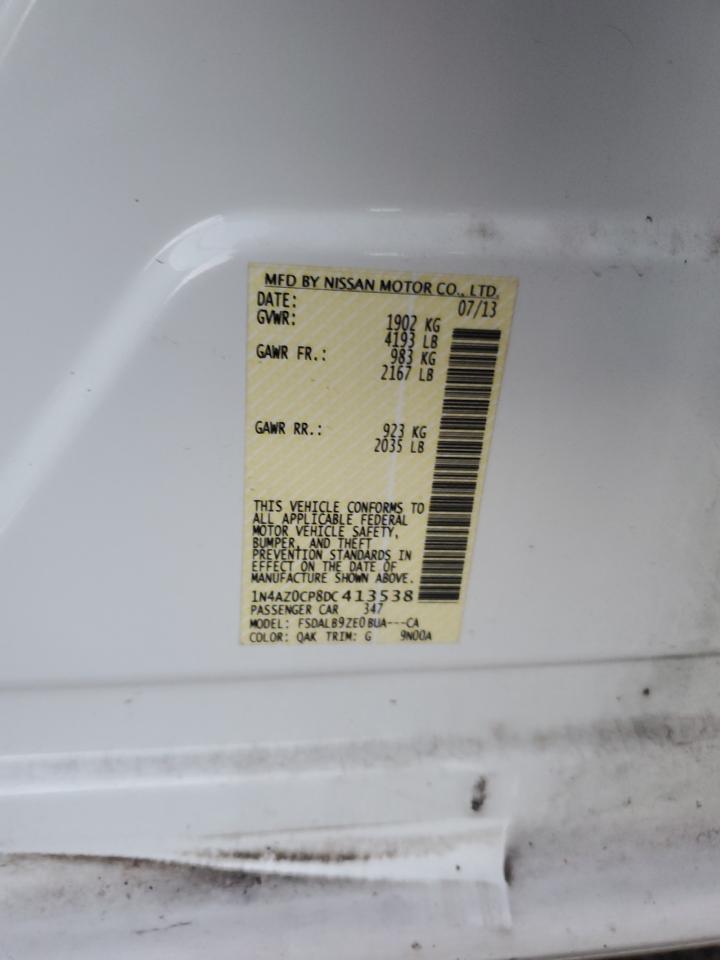 MFD BY NISSAN MOTOR CO., LTD.
DATE: 07/13
GVWR: 1902 KG
4193 LB
GAWR FR.: 983 KG
2167 LB
GAWR RR.: 923 KG
2035 LB
THIS VEHICLE CONFORMS TO
ALL APPLICABLE FEDERAL
MOTOR VEHICLE SAFETY,
BUMPER, AND THEFT
PREVENTION STANDARDS IN
EFFECT ON THE DATE OF
MANUFACTURE SHOWN ABOVE.
1N4AZ0CP8DC413538
PASSENGER CAR 347
MODEL: FSDALB9ZE0BUA---CA
COLOR: QAK TRIM: G 9N00A